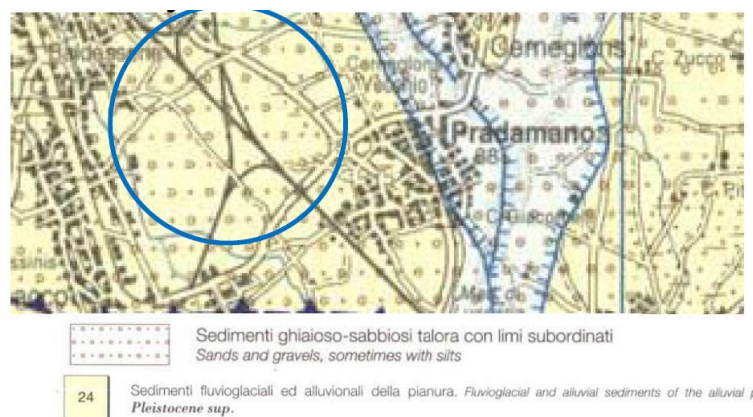 Cerneglons
C. Zucco
Pradamano
88
C. Giacomo
Sedimenti ghiaioso-sabbiosi talora con limi subordinati
Sands and gravels, sometimes with silts
24
Sedimenti fluvioglaciali ed alluvionali della pianura. Fluvioglacial and alluvial sediments of the alluvial
Pleistocene sup.